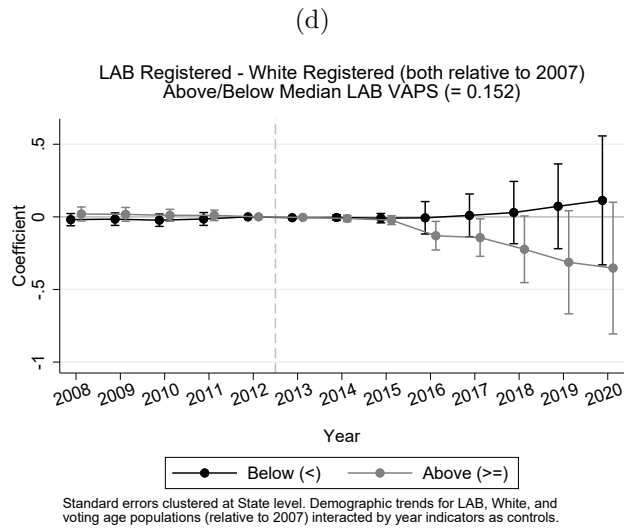 (d)
LAB Registered - White Registered (both relative to 2007)
Above/Below Median LAB VAPS (= 0.152)
Coefficient
.5
0
-.5
-1
2008 2009 2010 2011 2012 2013 2014 2015 2016 2017 2018 2019 2020
Year
Below (<) Above (>=)
Standard errors clustered at State level. Demographic trends for LAB, White, and
voting age populations (relative to 2007) interacted by year indicators as controls.